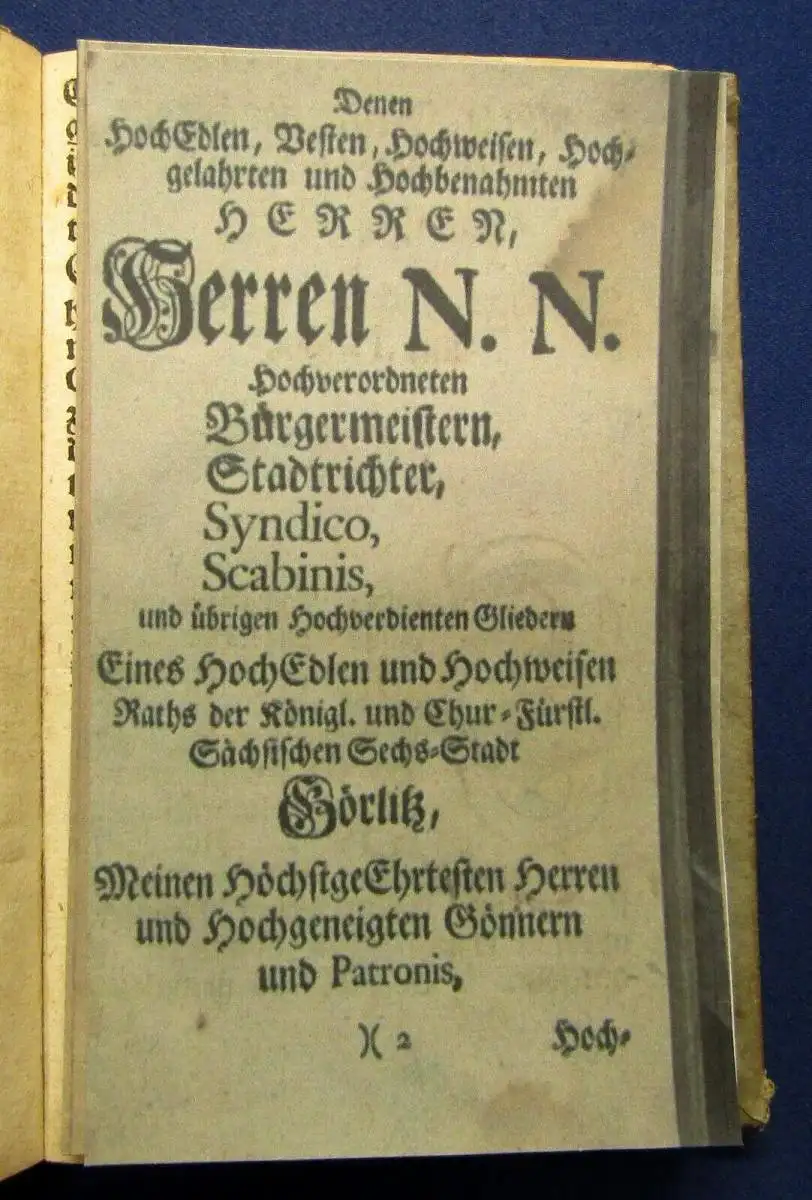 Denen
HochEdlen, Vesten, Hochweisen, Hoch-
gelahrten und Hochbenahmten
HERREN,
Herren N. N.
Hochverordneten
Bürgermeistern,
Stadtrichter,
Syndico,
Scabinis,
und übrigen Hochverdienten Gliedern
Eines HochEdlen und Hochweisen
Raths der Königl. und Chur-Fürstl.
Sächsischen Sechs-Stadt
Görlitz,
Meinen HöchstgeEhrtesten Herren
und Hochgeneigten Gönnern
und Patronis,
)( 2 Hoch-